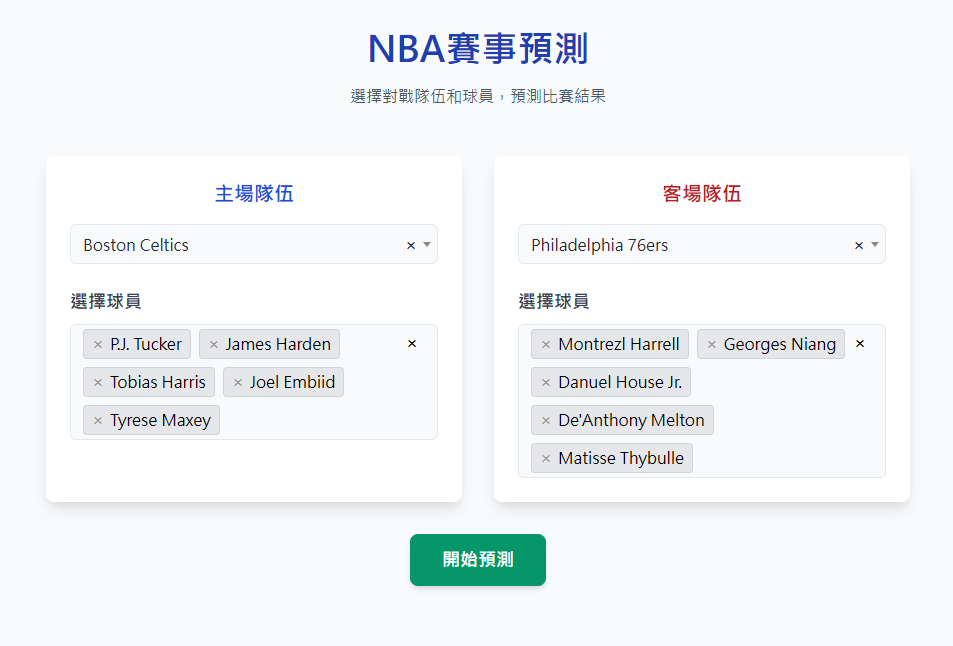 NBA賽事預測
選擇對戰隊伍和球員，預測比賽結果
主場隊伍
Boston Celtics × 
選擇球員
× P.J. Tucker × James Harden ×
× Tobias Harris × Joel Embiid
× Tyrese Maxey
客場隊伍
Philadelphia 76ers ×
選擇球員
× Montrezl Harrell × Georges Niang ×
× Danuel House Jr.
× De'Anthony Melton
× Matisse Thybulle
開始預測